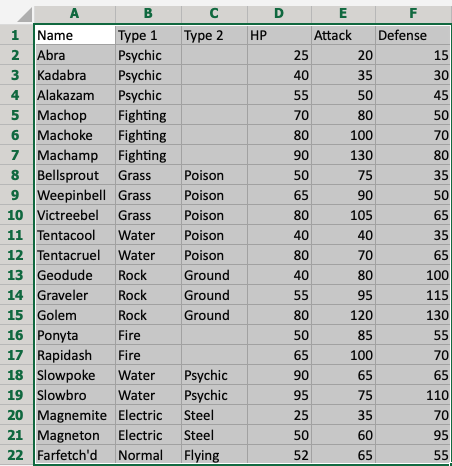 A B C D E F
1 Name Type 1 Type 2 HP Attack Defense
2 Abra Psychic 25 20 15
3 Kadabra Psychic 40 35 30
4 Alakazam Psychic 55 50 45
5 Machop Fighting 70 80 50
6 Machoke Fighting 80 100 70
7 Machamp Fighting 90 130 80
8 Bellsprout Grass Poison 50 75 35
9 Weepinbell Grass Poison 65 90 50
10 Victreebel Grass Poison 80 105 65
11 Tentacool Water Poison 40 40 35
12 Tentacruel Water Poison 80 70 65
13 Geodude Rock Ground 40 80 100
14 Graveler Rock Ground 55 95 115
15 Golem Rock Ground 80 120 130
16 Ponyta Fire 50 85 55
17 Rapidash Fire 65 100 70
18 Slowpoke Water Psychic 90 65 65
19 Slowbro Water Psychic 95 75 110
20 Magnemite Electric Steel 25 35 70
21 Magneton Electric Steel 50 60 95
22 Farfetch'd Normal Flying 52 65 55